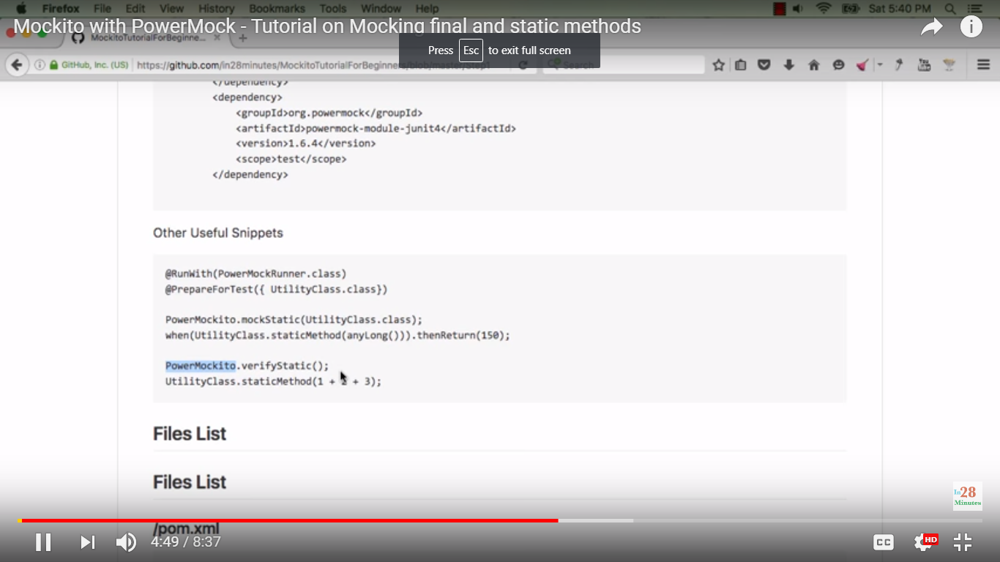 Firefox File Edit View History Bookmarks Tools Window Help Sat 5:40 PM
Mockito with PowerMock - Tutorial on Mocking final and static methods
MockitoTutorialForBeginne...
Press Esc to exit full screen
GitHub, Inc. (US) https://github.com/in28minutes/MockitoTutorialForBeginners/blob/master/Step1
Search
</dependency>
<dependency>
<groupId>org.powermock</groupId>
<artifactId>powermock-module-junit4</artifactId>
<version>1.6.4</version>
<scope>test</scope>
</dependency>
Other Useful Snippets
@RunWith(PowerMockRunner.class)
@PrepareForTest({ UtilityClass.class})
PowerMockito.mockStatic(UtilityClass.class);
when(UtilityClass.staticMethod(anyLong())).thenReturn(150);
PowerMockito.verifyStatic();
UtilityClass.staticMethod(1 + 2 + 3);
Files List
Files List
In 28
Minutes
/pom.xml
4:49 / 8:37
CC HD